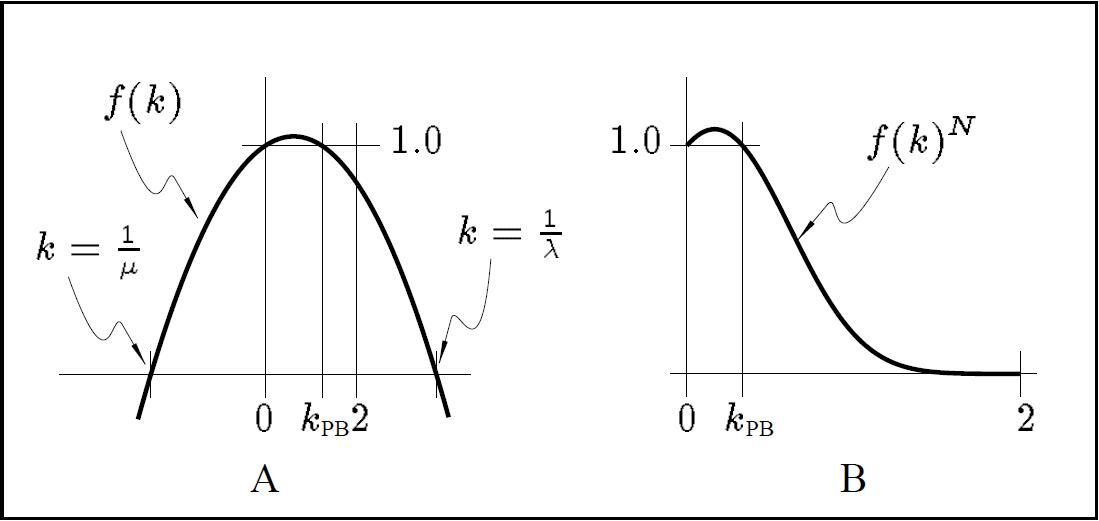 f(k)
1.0
k = 1/μ
k = 1/λ
0 k_PB 2
A
1.0
f(k)^N
0 k_PB 2
B